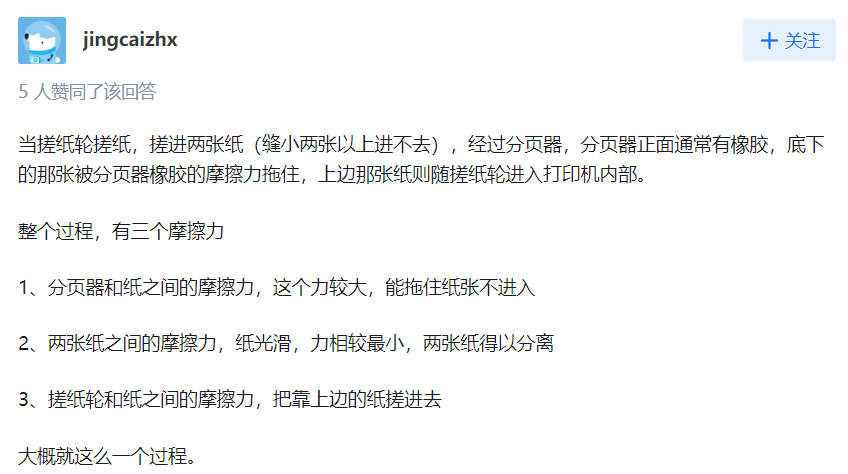 jingcaizhx
关注
5 人赞同了该回答
当搓纸轮搓纸，搓进两张纸（缝小两张以上进不去），经过分页器，分页器正面通常有橡胶，底下
的那张被分页器橡胶的摩擦力拖住，上边那张纸则随搓纸轮进入打印机内部。
整个过程，有三个摩擦力
1、分页器和纸之间的摩擦力，这个力较大，能拖住纸张不进入
2、两张纸之间的摩擦力，纸光滑，力相较最小，两张纸得以分离
3、搓纸轮和纸之间的摩擦力，把靠上边的纸搓进去
大概就这么一个过程。